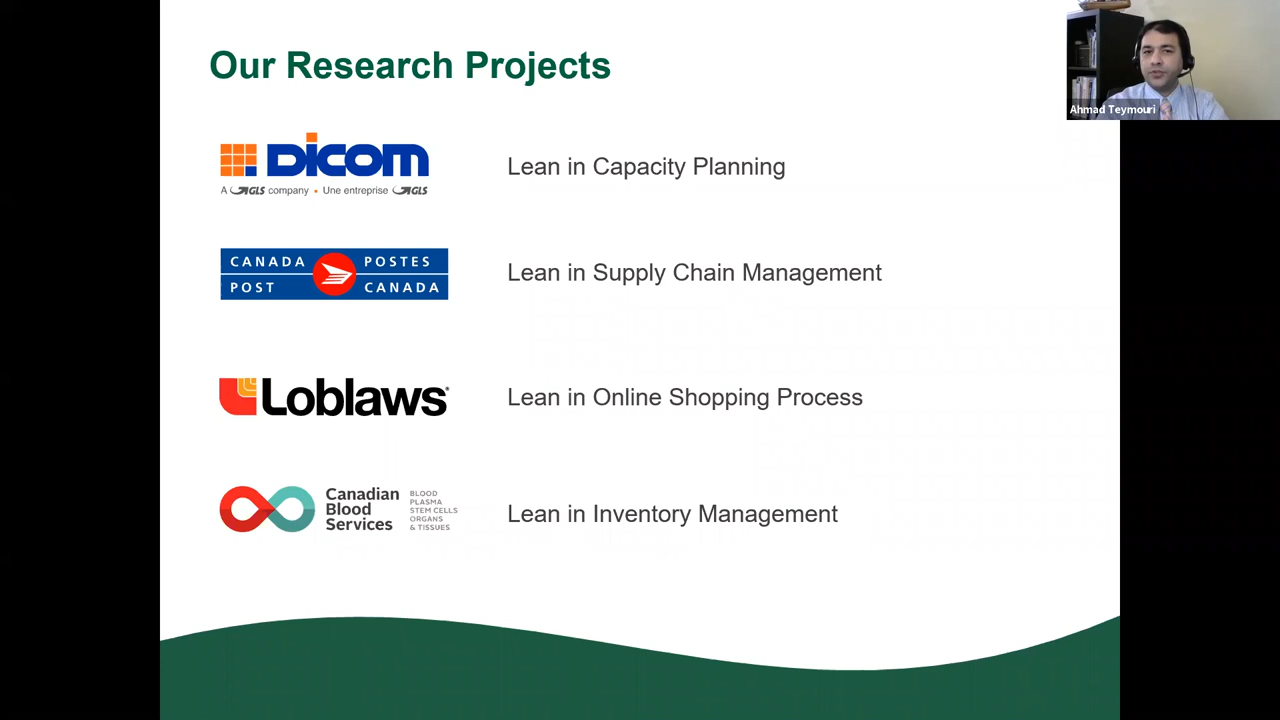 Our Research Projects
Ahmad Teymouri
DICOM
A GLS company • Une entreprise GLS
Lean in Capacity Planning
CANADA POSTES
POST CANADA
Lean in Supply Chain Management
Loblaws
Lean in Online Shopping Process
Canadian
Blood
Services
BLOOD
PLASMA
STEM CELLS
ORGANS
& TISSUES
Lean in Inventory Management